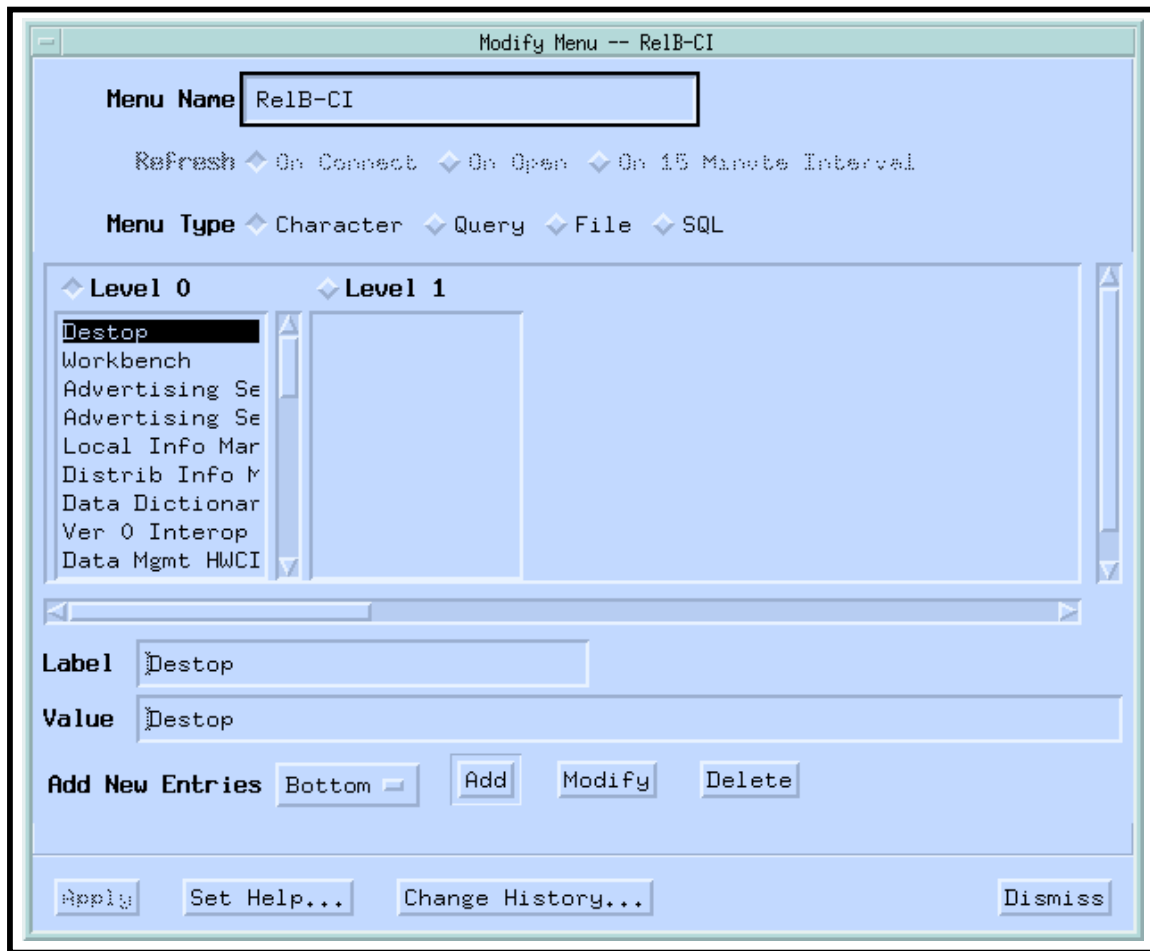 Modify Menu -- RelB-CI
Menu Name RelB-CI
Refresh On Connect On Open On 15 Minute Interval
Menu Type Character Query File SQL
Level 0 Level 1
Destop
Workbench
Advertising Se
Advertising Se
Local Info Mar
Distrib Info M
Data Dictionar
Ver 0 Interop
Data Mgmt HWCI
Label Destop
Value Destop
Add New Entries Bottom Add Modify Delete
Apply Set Help... Change History... Dismiss